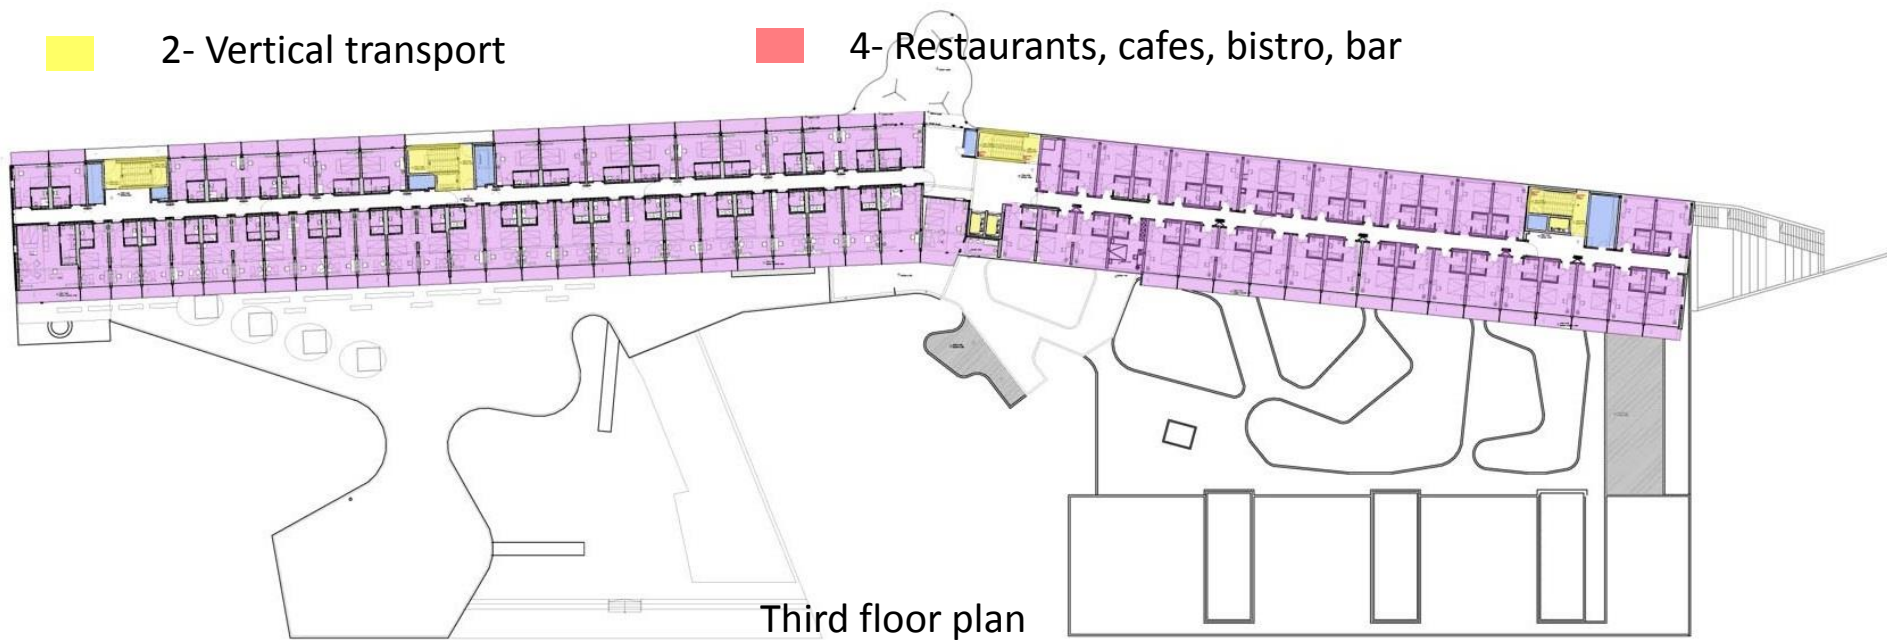 2- Vertical transport
4- Restaurants, cafes, bistro, bar
Third floor plan